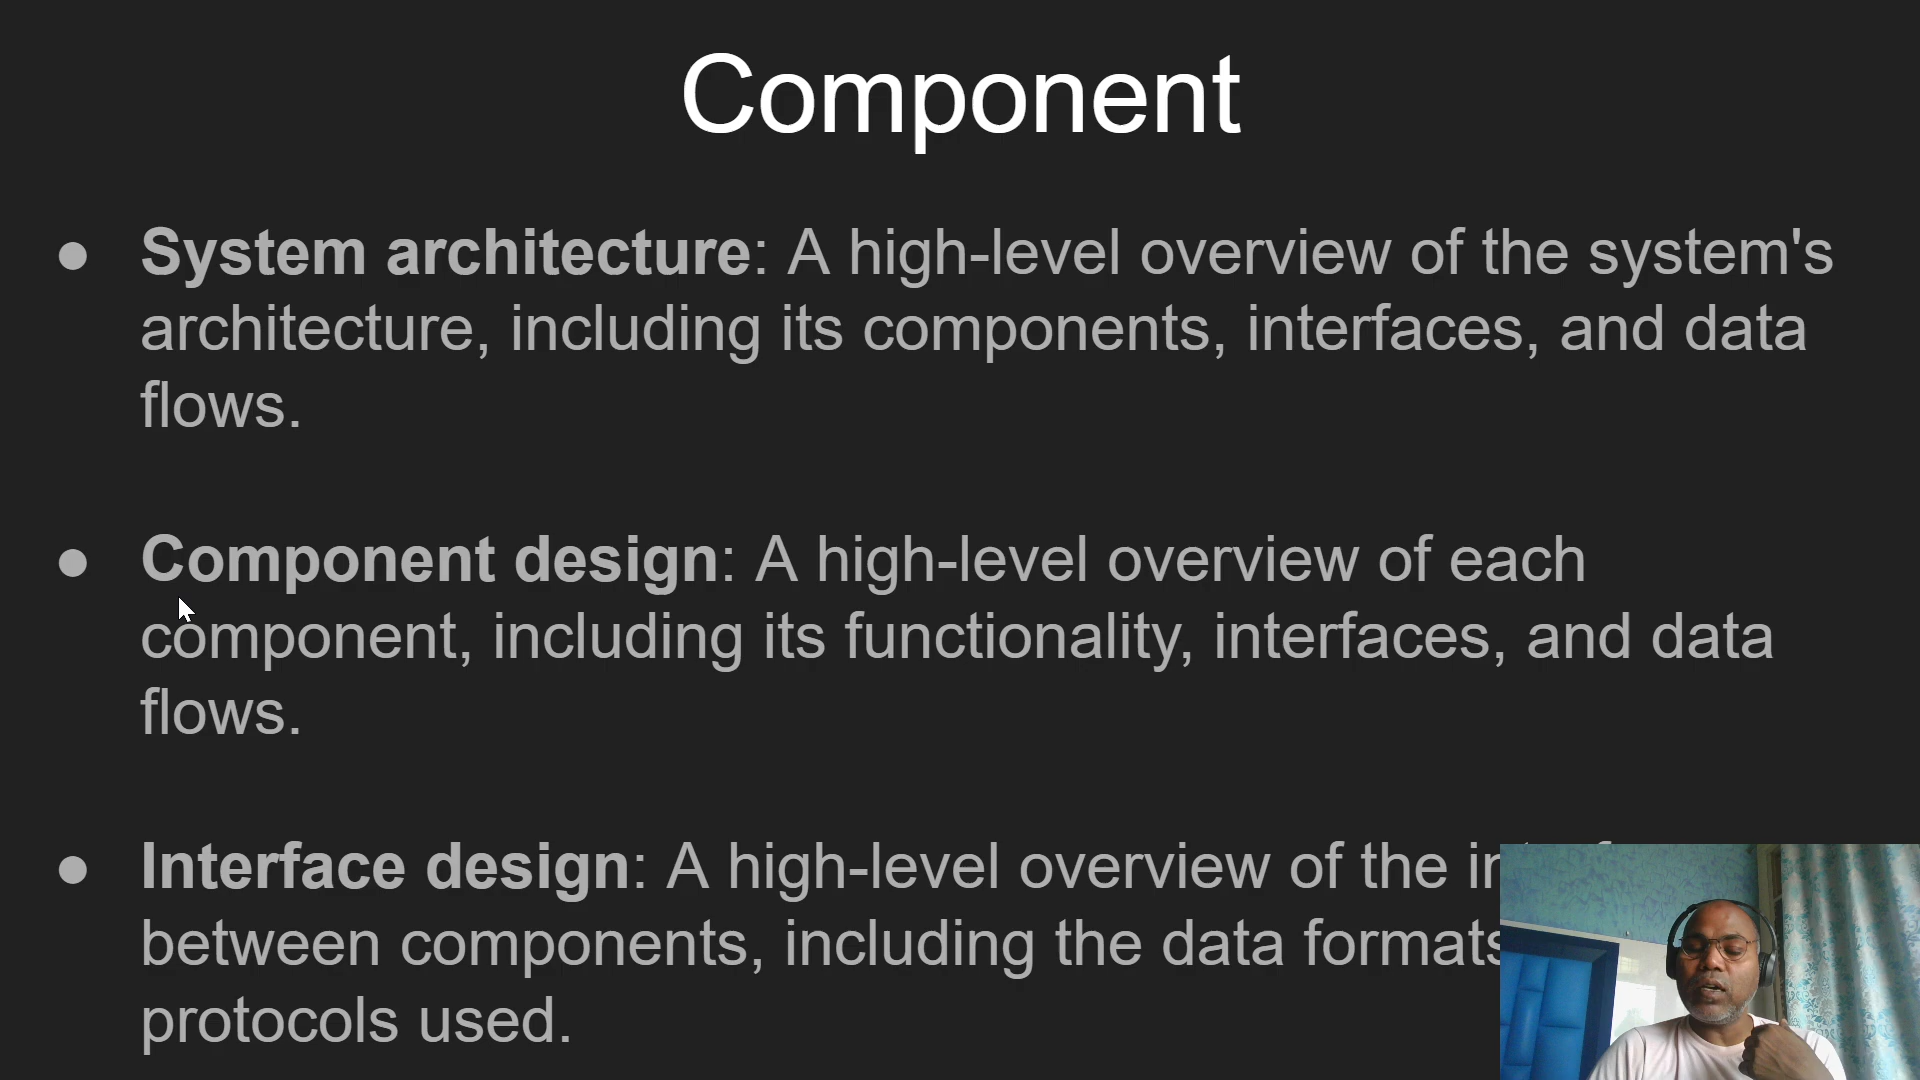 Component
● System architecture: A high-level overview of the system's
architecture, including its components, interfaces, and data
flows.
● Component design: A high-level overview of each
component, including its functionality, interfaces, and data
flows.
● Interface design: A high-level overview of the
between components, including the data formats
protocols used.